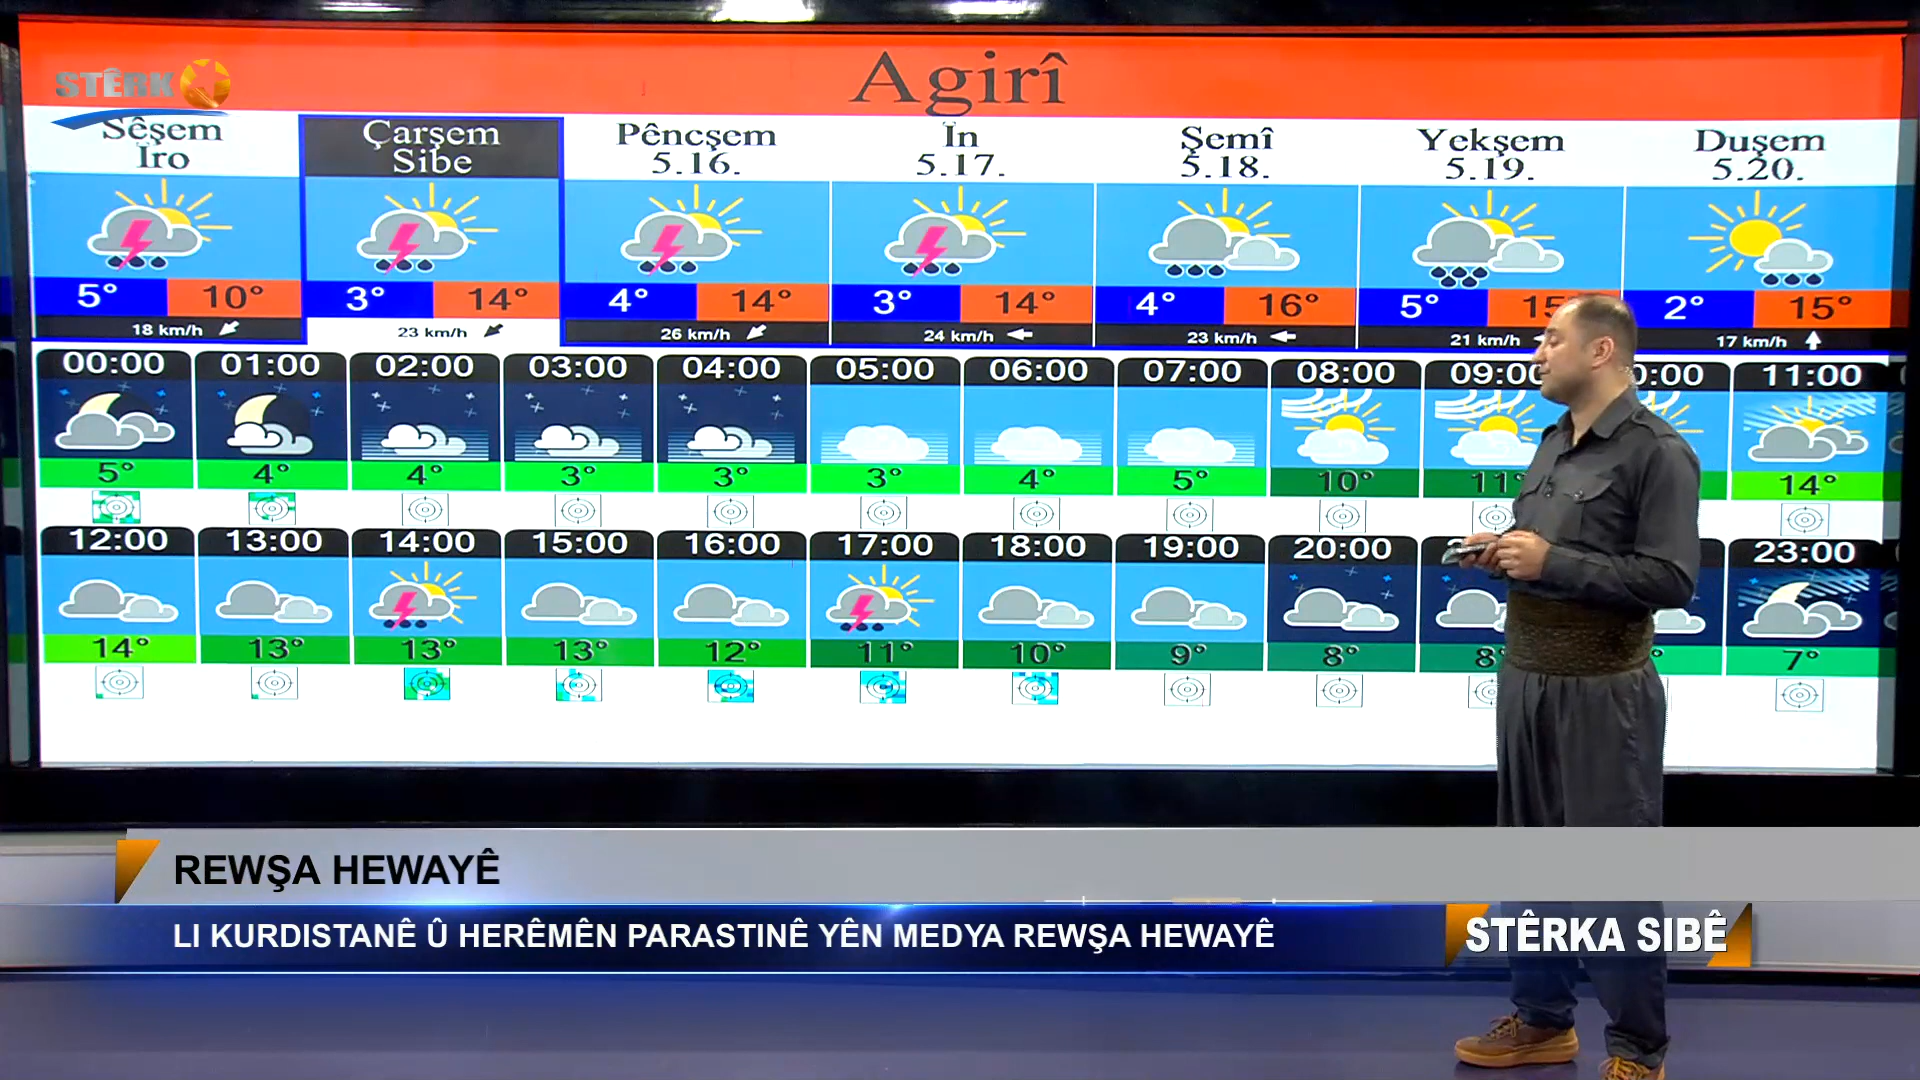 STÊRK
Agirî
Sêşem
Îro
Çarşem
Sibe
Pêncşem
5.16.
În
5.17.
Şemî
5.18.
Yekşem
5.19.
Duşem
5.20.
5° 10° 3° 14° 4° 14° 3° 14° 4° 16° 5° 15° 2° 15°
18 km/h 23 km/h 26 km/h 24 km/h 23 km/h 21 km/h 17 km/h
00:00 01:00 02:00 03:00 04:00 05:00 06:00 07:00 08:00 09:00 11:00
5° 4° 4° 3° 3° 3° 4° 5° 10° 11° 14°
12:00 13:00 14:00 15:00 16:00 17:00 18:00 19:00 20:00 23:00
14° 13° 13° 13° 12° 11° 10° 9° 8° 8° 7°
REWŞA HEWAYÊ
LI KURDISTANÊ Û HERÊMÊN PARASTINÊ YÊN MEDYA REWŞA HEWAYÊ
STÊRKA SIBÊ